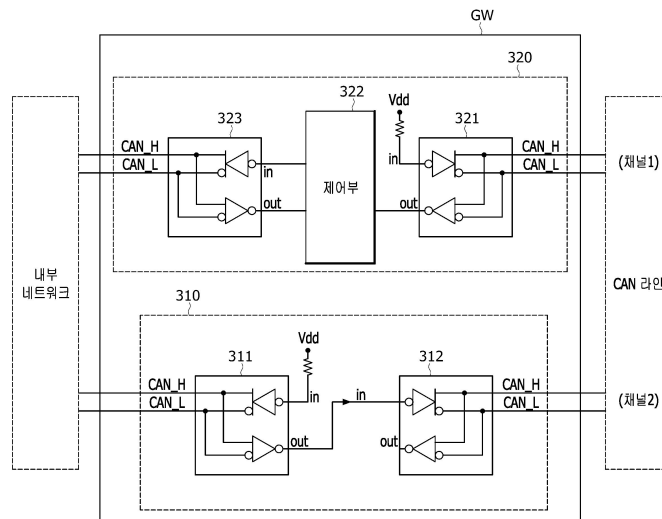 GW
320
322
323
Vdd
321
CAN_H
CAN_L
in
out
제어부
in
out
CAN_H
CAN_L
(채널1)
내부
네트워크
CAN 라인
310
311
Vdd
312
CAN_H
CAN_L
in
out
in
out
CAN_H
CAN_L
(채널2)